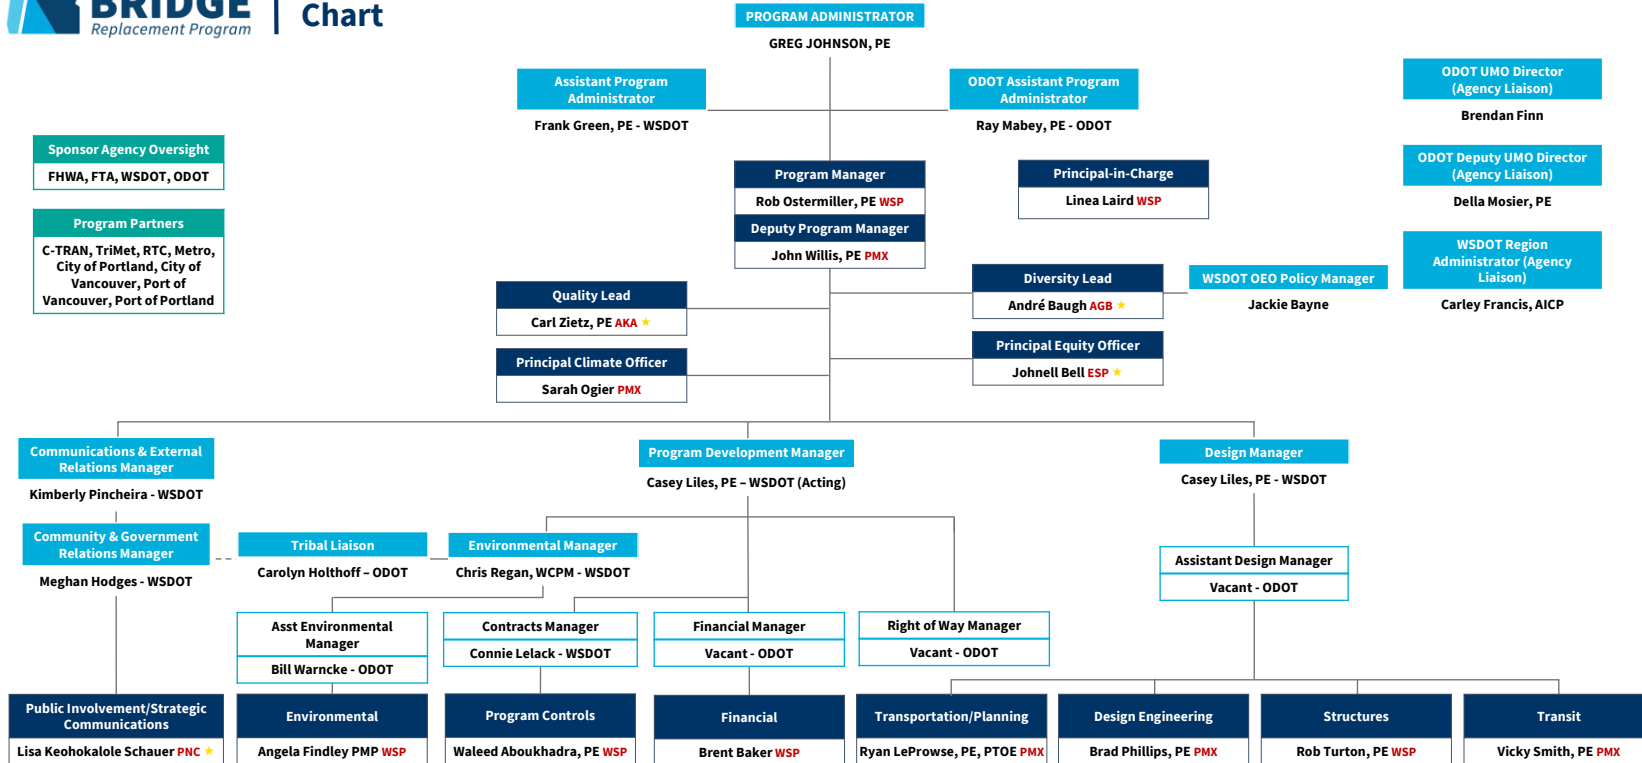 BRIDGE
Replacement Program
Chart
PROGRAM ADMINISTRATOR
GREG JOHNSON, PE
Assistant Program
Administrator
Frank Green, PE - WSDOT
ODOT Assistant Program
Administrator
Ray Mabey, PE - ODOT
ODOT UMO Director
(Agency Liaison)
Brendan Finn
Sponsor Agency Oversight
FHWA, FTA, WSDOT, ODOT
ODOT Deputy UMO Director
(Agency Liaison)
Della Mosier, PE
Program Manager
Rob Ostermiller, PE WSP
Deputy Program Manager
John Willis, PE PMX
Principal-in-Charge
Linea Laird WSP
Program Partners
C-TRAN, TriMet, RTC, Metro,
City of Portland, City of
Vancouver, Port of
Vancouver, Port of Portland
WSDOT Region
Administrator (Agency
Liaison)
Carley Francis, AICP
Quality Lead
Carl Zietz, PE AKA ★
Diversity Lead
André Baugh AGB ★
WSDOT OEO Policy Manager
Jackie Bayne
Principal Climate Officer
Sarah Ogier PMX
Principal Equity Officer
Johnell Bell ESP ★
Communications & External
Relations Manager
Kimberly Pincheira - WSDOT
Program Development Manager
Casey Liles, PE – WSDOT (Acting)
Design Manager
Casey Liles, PE - WSDOT
Community & Government
Relations Manager
Meghan Hodges - WSDOT
Tribal Liaison
Carolyn Holthoff – ODOT
Environmental Manager
Chris Regan, WCPM - WSDOT
Assistant Design Manager
Vacant - ODOT
Asst Environmental
Manager
Bill Warncke - ODOT
Contracts Manager
Connie Lelack - WSDOT
Financial Manager
Vacant - ODOT
Right of Way Manager
Vacant - ODOT
Public Involvement/Strategic
Communications
Lisa Keohokalole Schauer PNC ★
Environmental
Angela Findley PMP WSP
Program Controls
Waleed Aboukhadra, PE WSP
Financial
Brent Baker WSP
Transportation/Planning
Ryan LeProwse, PE, PTOE PMX
Design Engineering
Brad Phillips, PE PMX
Structures
Rob Turton, PE WSP
Transit
Vicky Smith, PE PMX